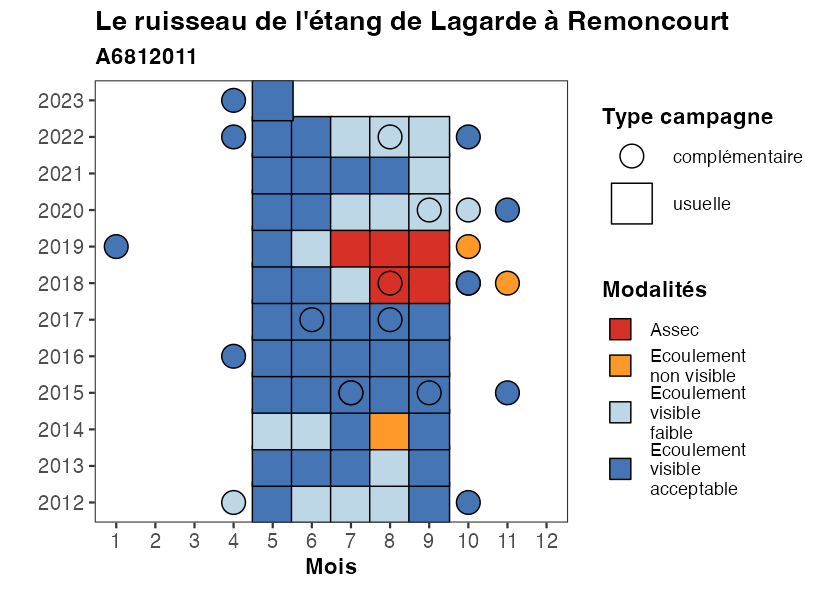 Le ruisseau de l'étang de Lagarde à Remoncourt
A6812011
2023
2022
2021
2020
2019
2018
2017
2016
2015
2014
2013
2012
1 2 3 4 5 6 7 8 9 10 11 12
Mois
Type campagne
complémentaire
usuelle
Modalités
Assec
Ecoulement
non visible
Ecoulement
visible
faible
Ecoulement
visible
acceptable